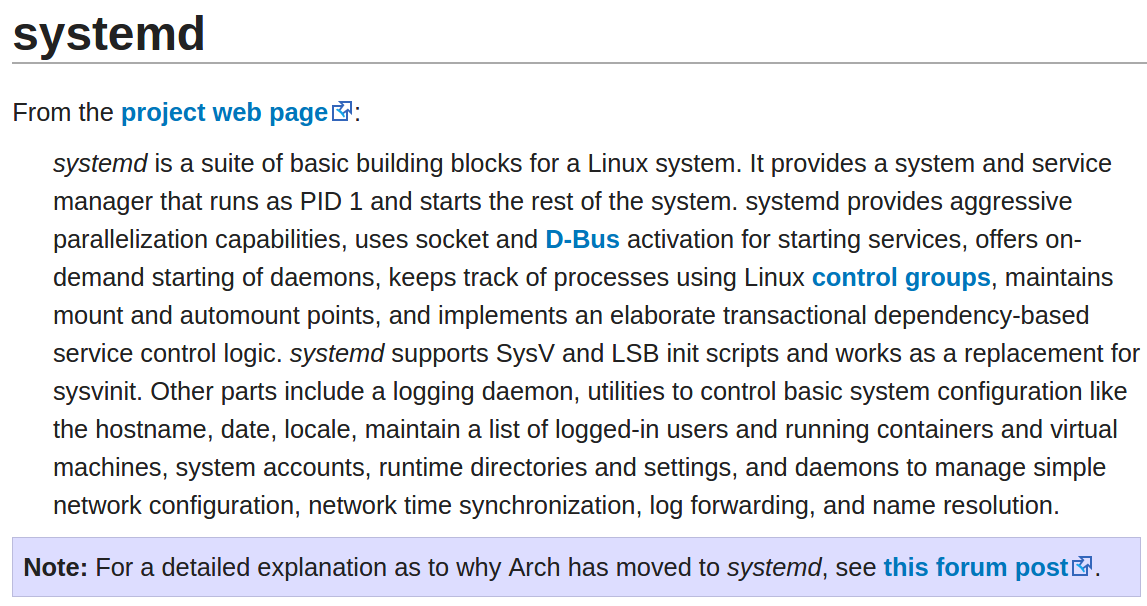 systemd
From the project web page:
systemd is a suite of basic building blocks for a Linux system. It provides a system and service
manager that runs as PID 1 and starts the rest of the system. systemd provides aggressive
parallelization capabilities, uses socket and D-Bus activation for starting services, offers on-
demand starting of daemons, keeps track of processes using Linux control groups, maintains
mount and automount points, and implements an elaborate transactional dependency-based
service control logic. systemd supports SysV and LSB init scripts and works as a replacement for
sysvinit. Other parts include a logging daemon, utilities to control basic system configuration like
the hostname, date, locale, maintain a list of logged-in users and running containers and virtual
machines, system accounts, runtime directories and settings, and daemons to manage simple
network configuration, network time synchronization, log forwarding, and name resolution.
Note: For a detailed explanation as to why Arch has moved to systemd, see this forum post.